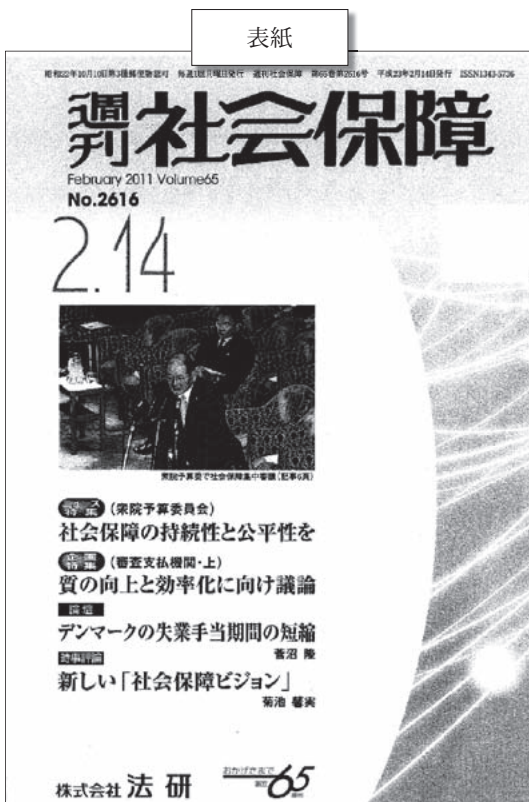 表紙
昭和22年10月10日第3種郵便物認可 毎週1回月曜日発行 週刊社会保障 第65巻第2616号 平成23年2月14日発行 ISSN1343-5736
週刊 社会保障
February 2011 Volume65
No.2616
2.14
衆院予算委で社会保障集中審議(記事6頁)
ニュース特集 (衆院予算委員会)
社会保障の持続性と公平性を
企画特集 (審査支払機関・上)
質の向上と効率化に向け議論
論壇
デンマークの失業手当期間の短縮
菅沼 隆
時事評論
新しい「社会保障ビジョン」
菊池 馨実
株式会社 法研
おかげさまで
65